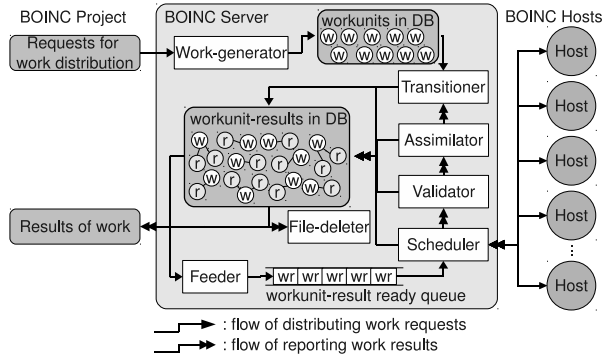 BOINC Project
BOINC Server
BOINC Hosts
Requests for
work distribution
Work-generator
workunits in DB
w w w w w
w w w w w
Transitioner
workunit-results in DB
w r w w r w r
r r w r r r
w r w r w w r
r w r
Assimilator
Validator
Scheduler
Results of work
File-deleter
Feeder
wr wr wr wr wr
workunit-result ready queue
Host
Host
Host
Host
Host
: flow of distributing work requests
: flow of reporting work results